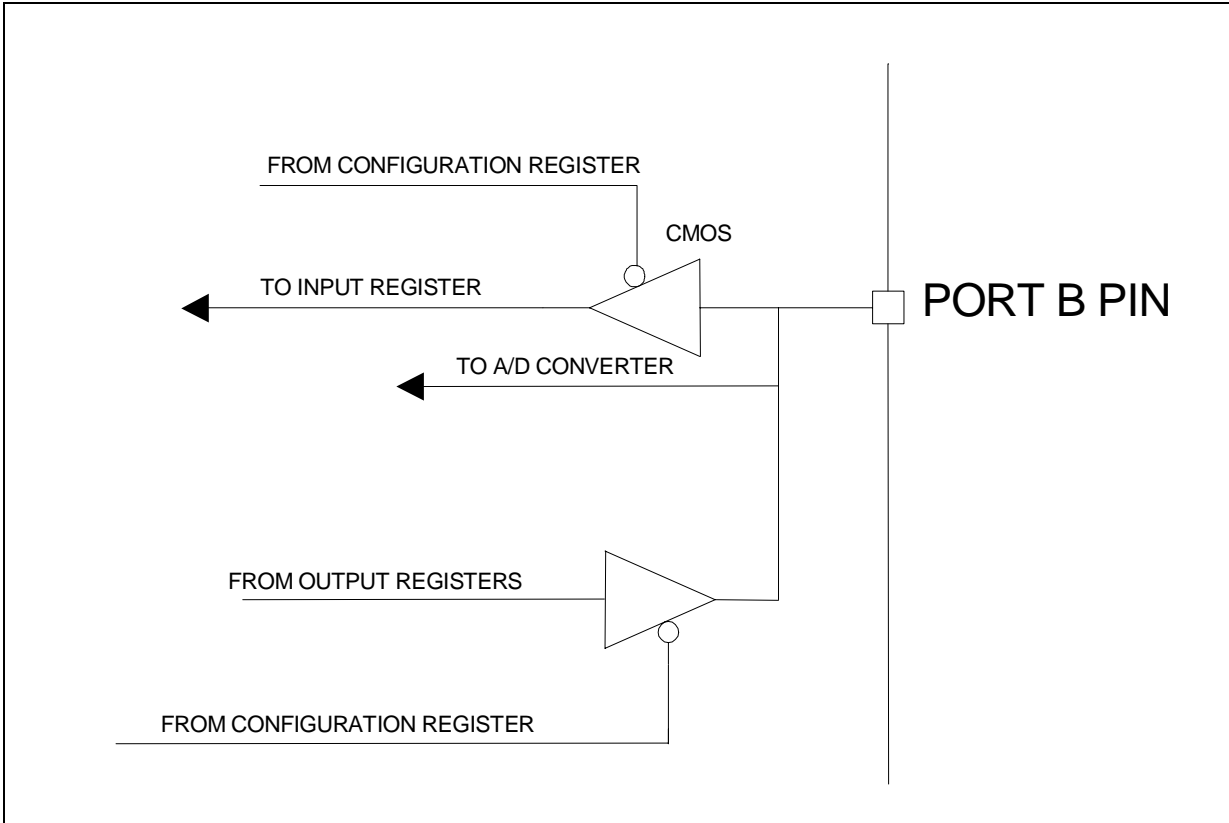 FROM CONFIGURATION REGISTER
CMOS
TO INPUT REGISTER
PORT B PIN
TO A/D CONVERTER
FROM OUTPUT REGISTERS
FROM CONFIGURATION REGISTER